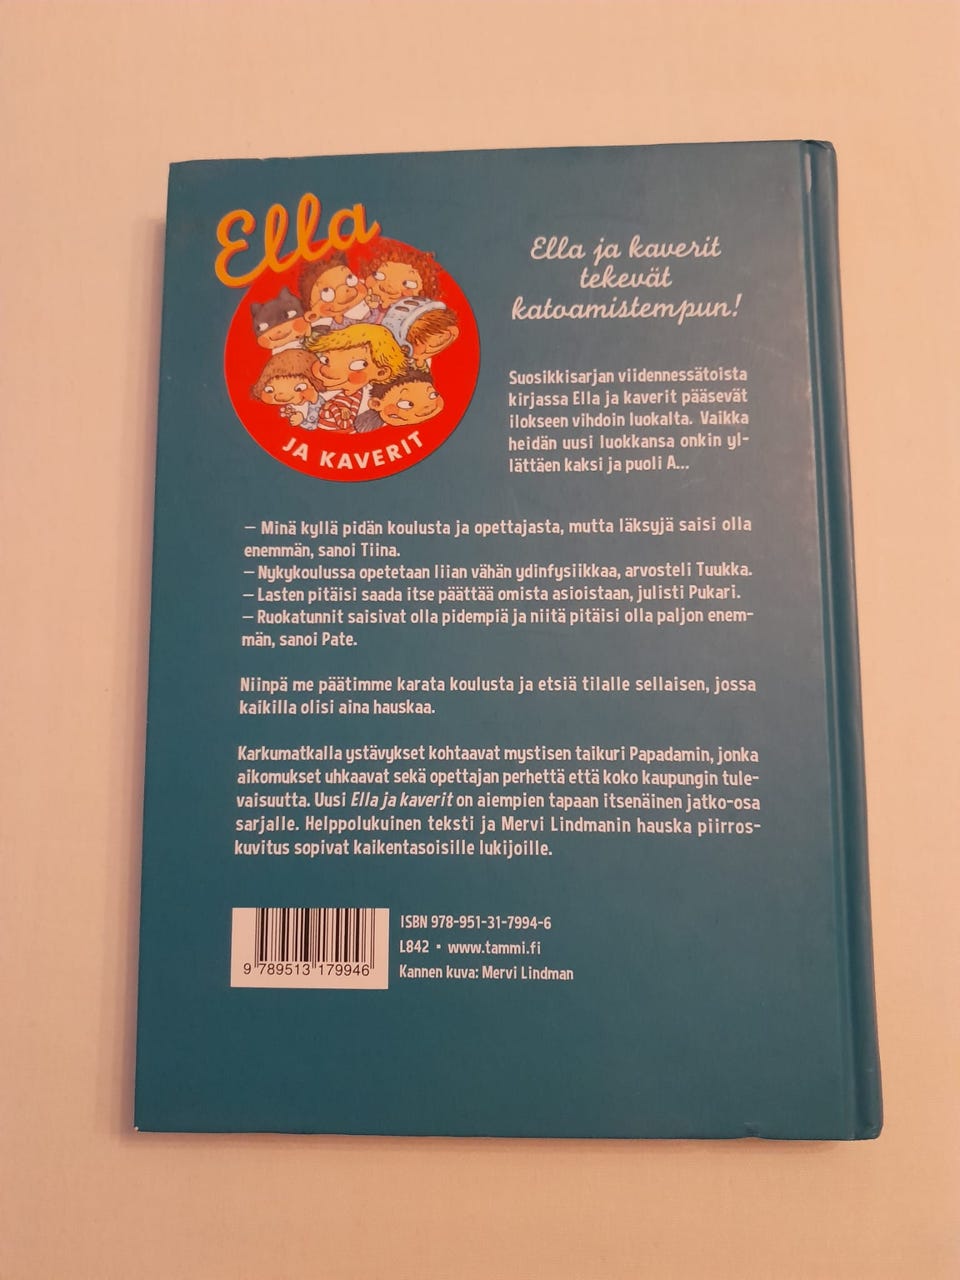 Ella
JA KAVERIT
Ella ja kaverit
tekevät
katoamistempun!
Suosikkisarjan viidennessätoista
kirjassa Ella ja kaverit pääsevät
ilokseen vihdoin luokalta. Vaikka
heidän uusi luokkansa onkin yl-
lättäen kaksi ja puoli A...
– Minä kyllä pidän koulusta ja opettajasta, mutta läksyjä saisi olla
enemmän, sanoi Tiina.
– Nykykoulussa opetetaan liian vähän ydinfysiikkaa, arvosteli Tuukka.
– Lasten pitäisi saada itse päättää omista asioistaan, julisti Pukari.
– Ruokatunnit saisivat olla pidempiä ja niitä pitäisi olla paljon enem-
män, sanoi Pate.
Niinpä me päätimme karata koulusta ja etsiä tilalle sellaisen, jossa
kaikilla olisi aina hauskaa.
Karkumatkalla ystävykset kohtaavat mystisen taikuri Papadamin, jonka
aikomukset uhkaavat sekä opettajan perhettä että koko kaupungin tule-
vaisuutta. Uusi Ella ja kaverit on aiempien tapaan itsenäinen jatko-osa
sarjalle. Helppolukuinen teksti ja Mervi Lindmanin hauska piirros-
kuvitus sopivat kaikentasoisille lukijoille.
ISBN 978-951-31-7994-6
L842 • www.tammi.fi
Kannen kuva: Mervi Lindman
9 789513 179946